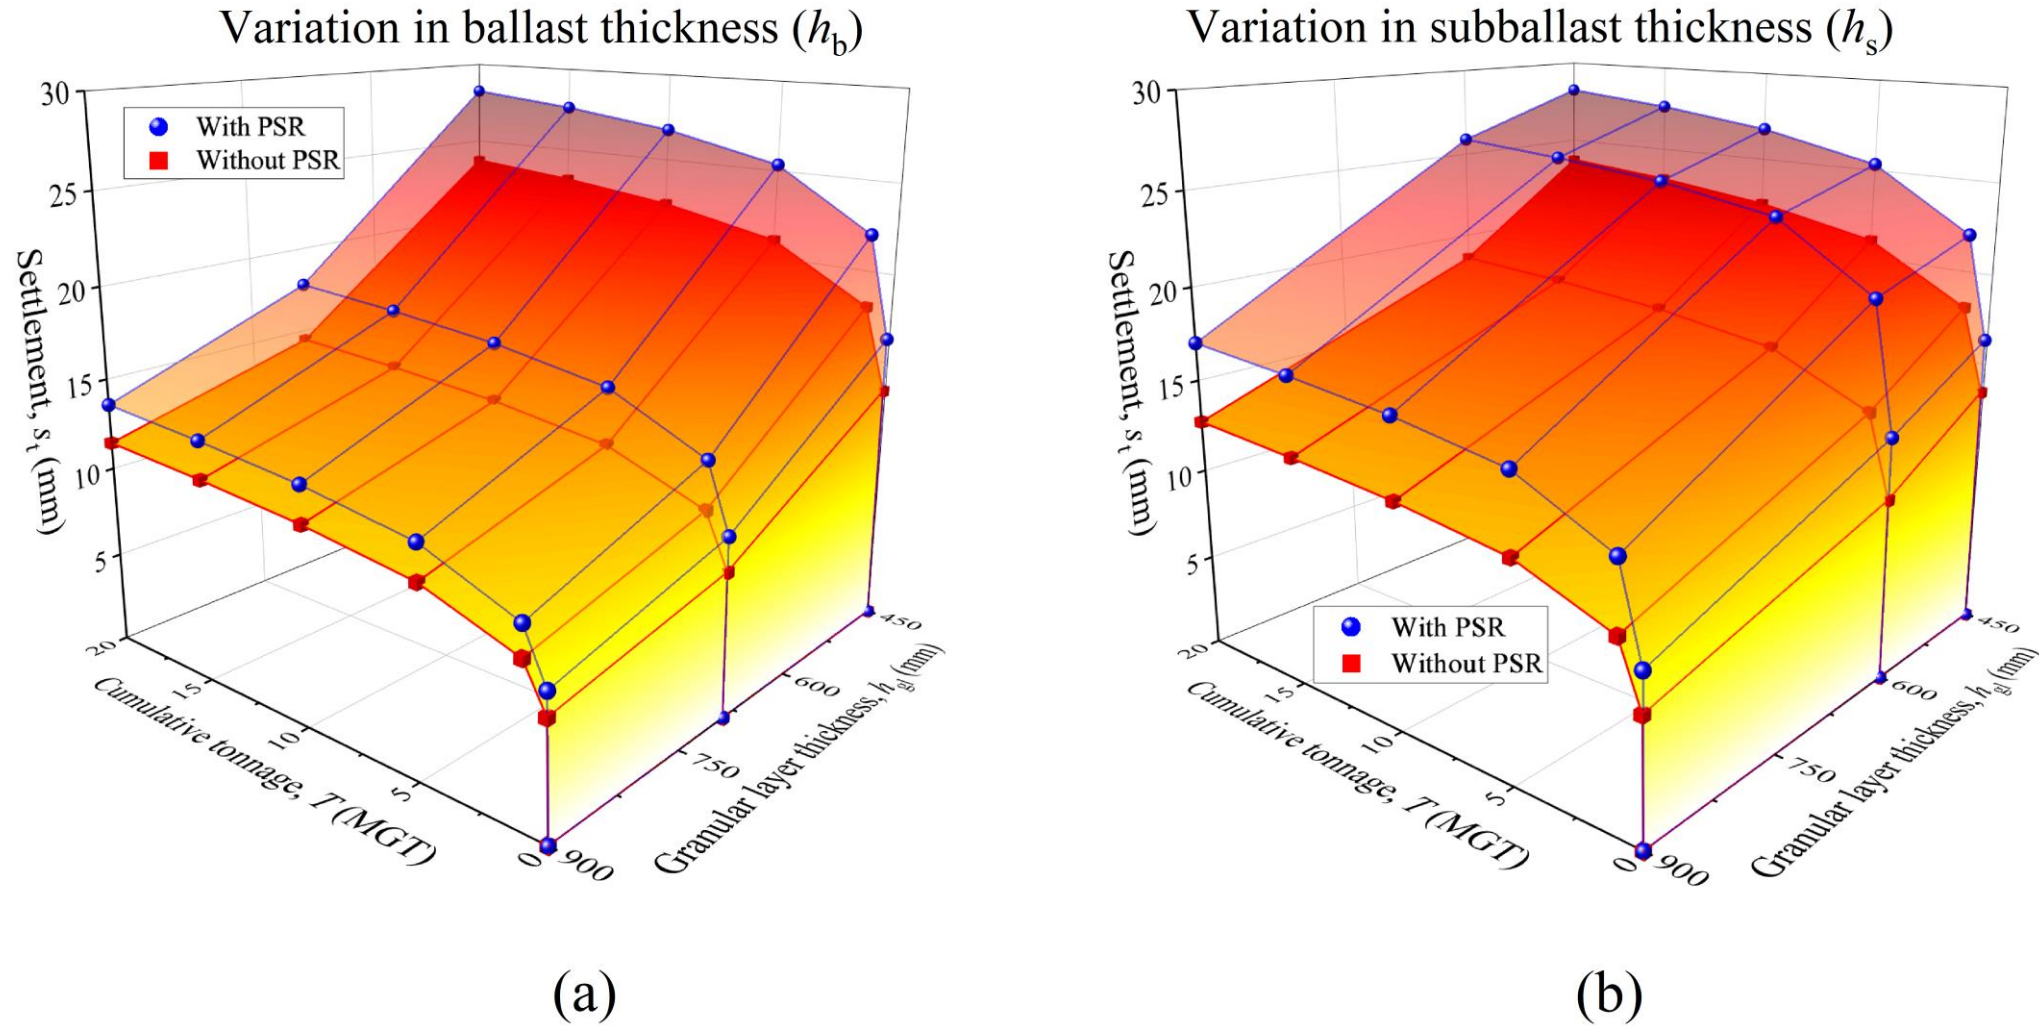 Variation in ballast thickness (hb)
30
25
20
15
10
5
With PSR
Without PSR
Settlement, st (mm)
20
15
10
5
0
Cumulative tonnage, T (MGT)
450
600
750
900
Granular layer thickness, hgl (mm)
(a)
Variation in subballast thickness (hs)
30
25
20
15
10
5
Settlement, st (mm)
With PSR
Without PSR
20
15
10
5
0
Cumulative tonnage, T (MGT)
450
600
750
900
Granular layer thickness, hgl (mm)
(b)